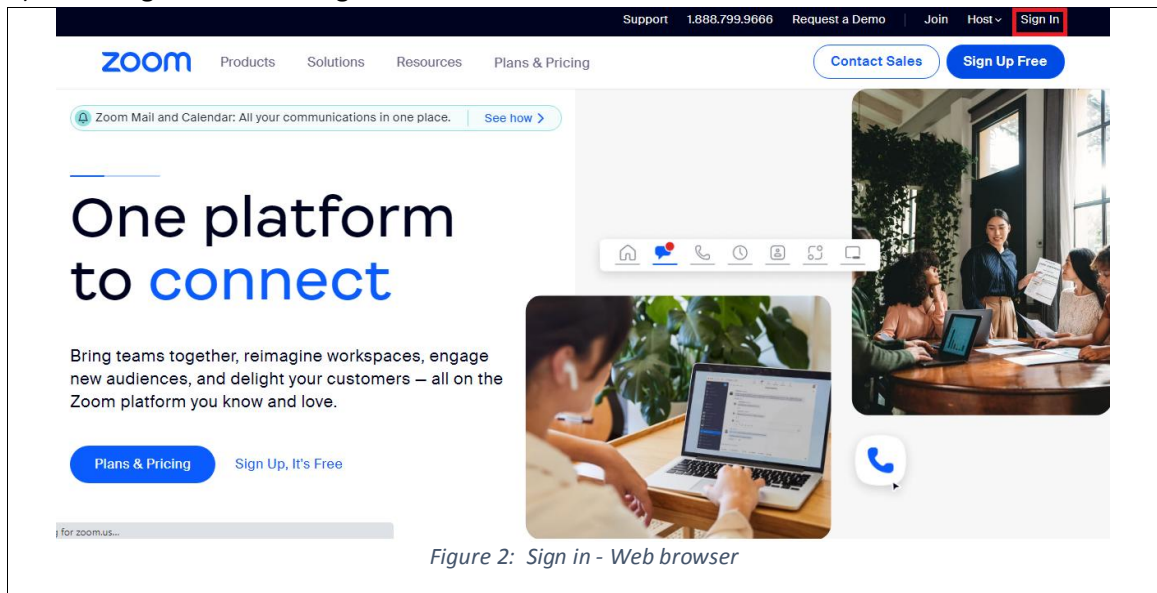 Support 1.888.799.9666 Request a Demo Join Host Sign In
zoom Products Solutions Resources Plans & Pricing Contact Sales Sign Up Free
Zoom Mail and Calendar: All your communications in one place. See how
One platform
to connect
Bring teams together, reimagine workspaces, engage
new audiences, and delight your customers — all on the
Zoom platform you know and love.
Plans & Pricing Sign Up, It's Free
for zoom.us...
Figure 2: Sign in - Web browser